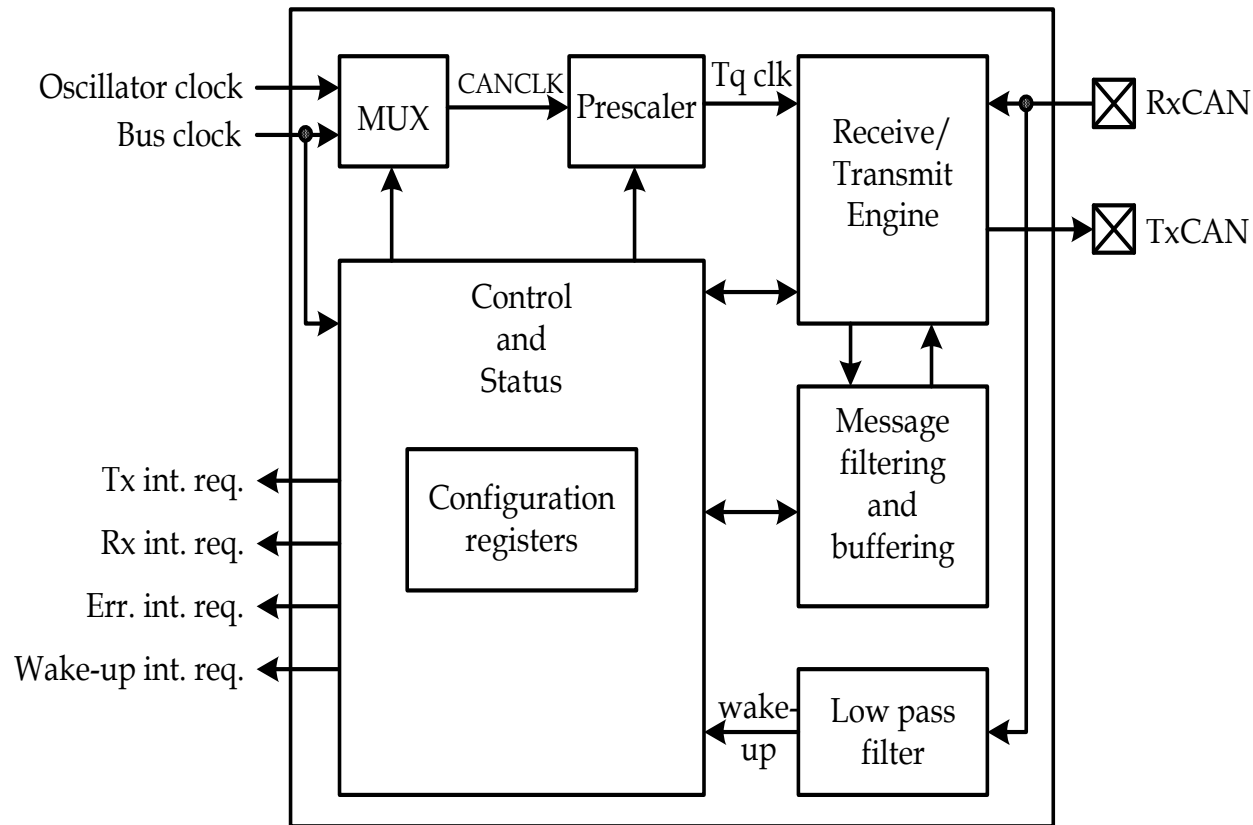 Oscillator clock
Bus clock
MUX
CANCLK
Prescaler
Tq clk
Receive/
Transmit
Engine
RxCAN
TxCAN
Control
and
Status
Configuration
registers
Message
filtering
and
buffering
Tx int. req.
Rx int. req.
Err. int. req.
Wake-up int. req.
wake-
up
Low pass
filter